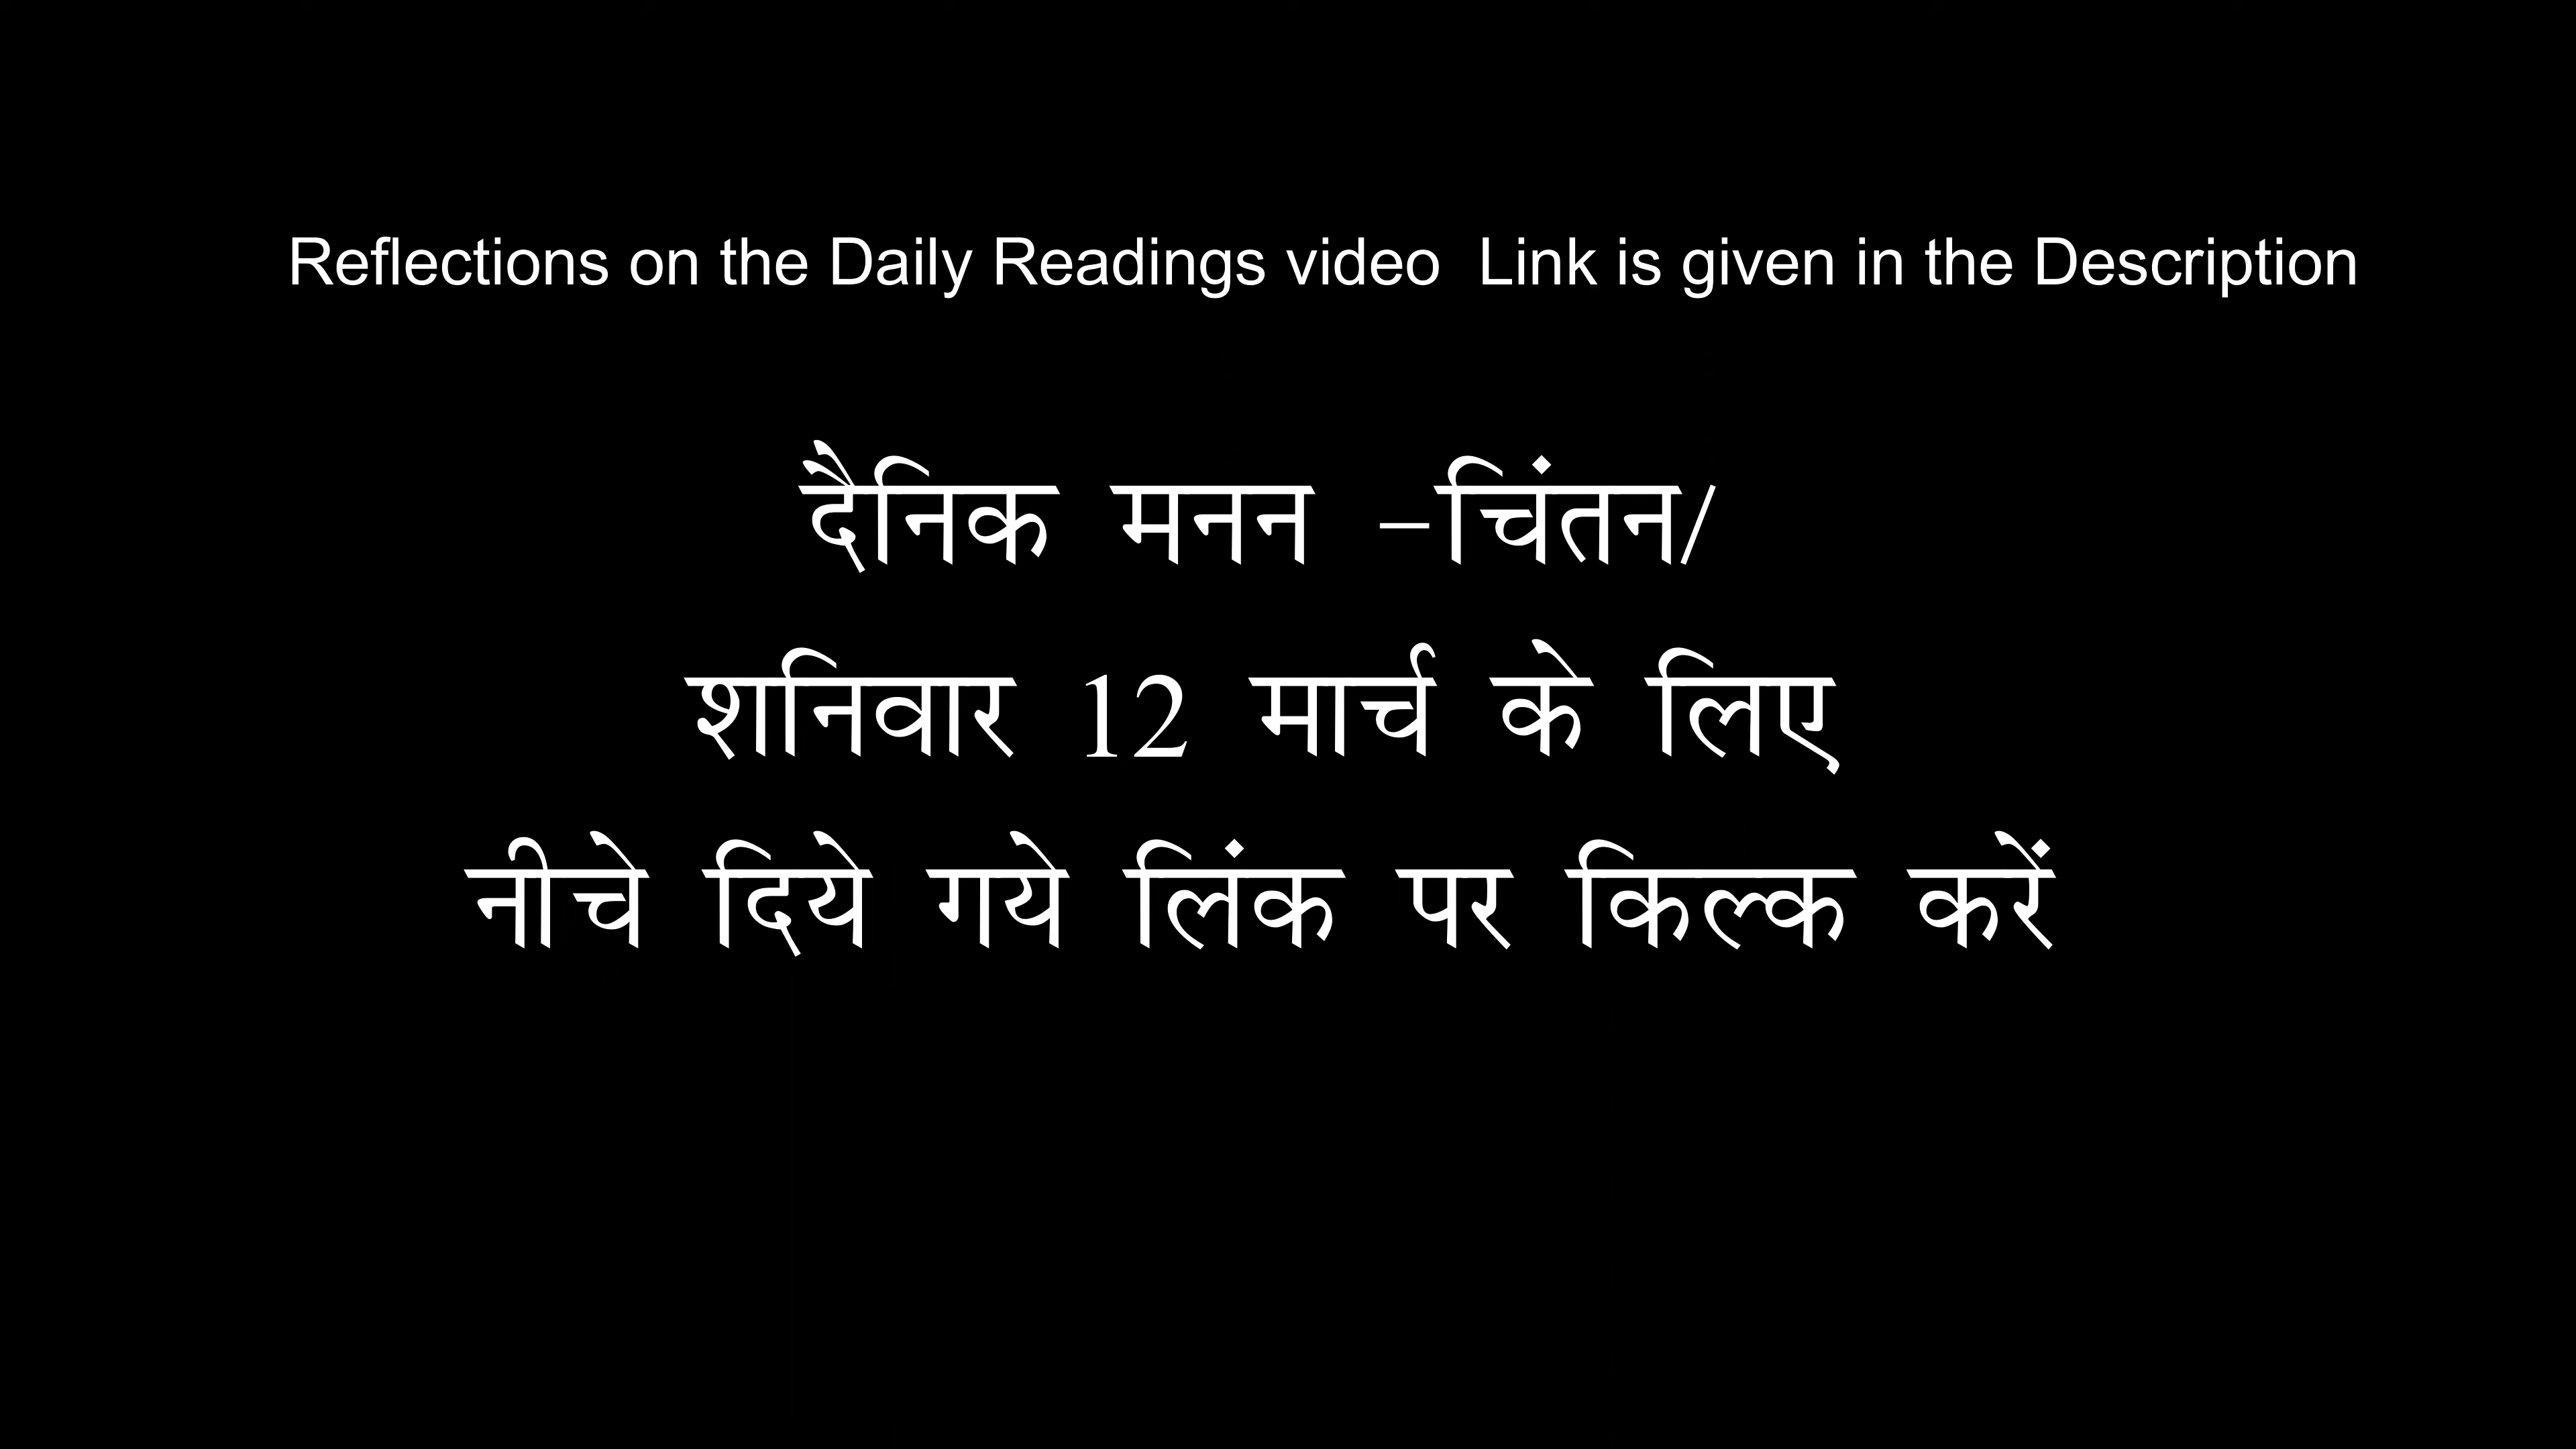 Reflections on the Daily Readings video  Link is given in the Description
दैनिक मनन -चिंतन/
शनिवार 12 मार्च के लिए
नीचे दिये गये लिंक पर किल्क करें